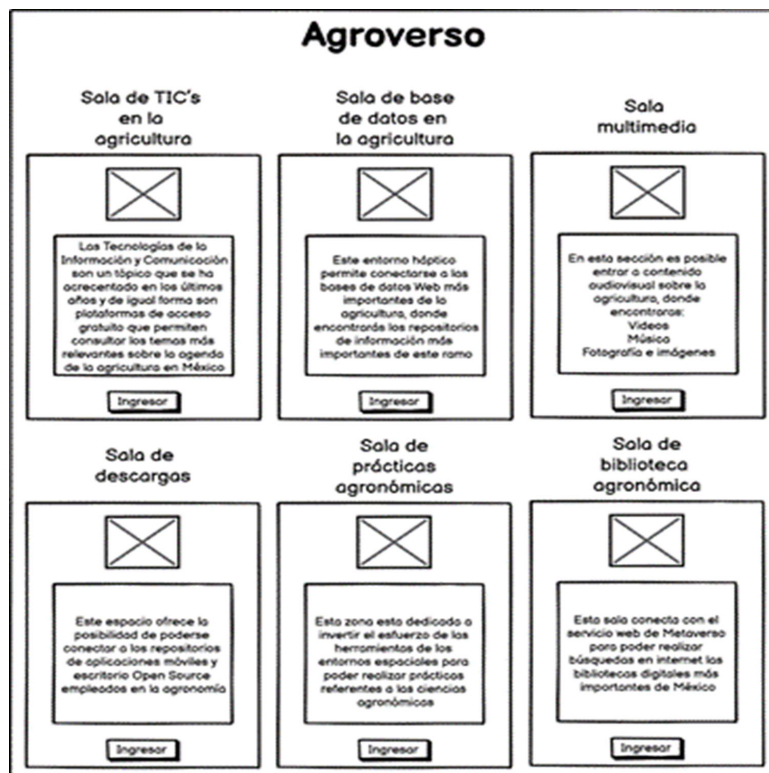 Agroverso
Sala de TIC's
en la
agricultura
Las Tecnologías de la
Información y Comunicación
son un tópico que se ha
acrecentado en los últimos
años y de igual forma son
plataformas de acceso
gratuito que permiten
consultar los temas más
relevantes sobre la agenda
de la agricultura en México
Ingresar
Sala de base
de datos en
la agricultura
Este entorno háptico
permite conectarse a las
bases de datos Web más
importantes de la
agricultura, donde
encontrarás los repositorios
de información más
importantes de este ramo
Ingresar
Sala
multimedia
En esta sección es posible
entrar a contenido
audiovisual sobre la
agricultura, donde
encontraras:
Videos
Música
Fotografía e imágenes
Ingresar
Sala de
descargas
Este espacio ofrece la
posibilidad de poderse
conectar a los repositorios
de aplicaciones móviles y
escritorio Open Source
empleados en la agronomía
Ingresar
Sala de
prácticas
agronómicas
Esta zona esta dedicada a
invertir el esfuerzo de las
herramientas de los
entornos espaciales para
poder realizar prácticas
referentes a las ciencias
agronómicas
Ingresar
Sala de
biblioteca
agronómica
Esta sala conecta con el
servicio web de Metaverso
para poder realizar
búsquedas en internet las
bibliotecas digitales más
importantes de México
Ingresar